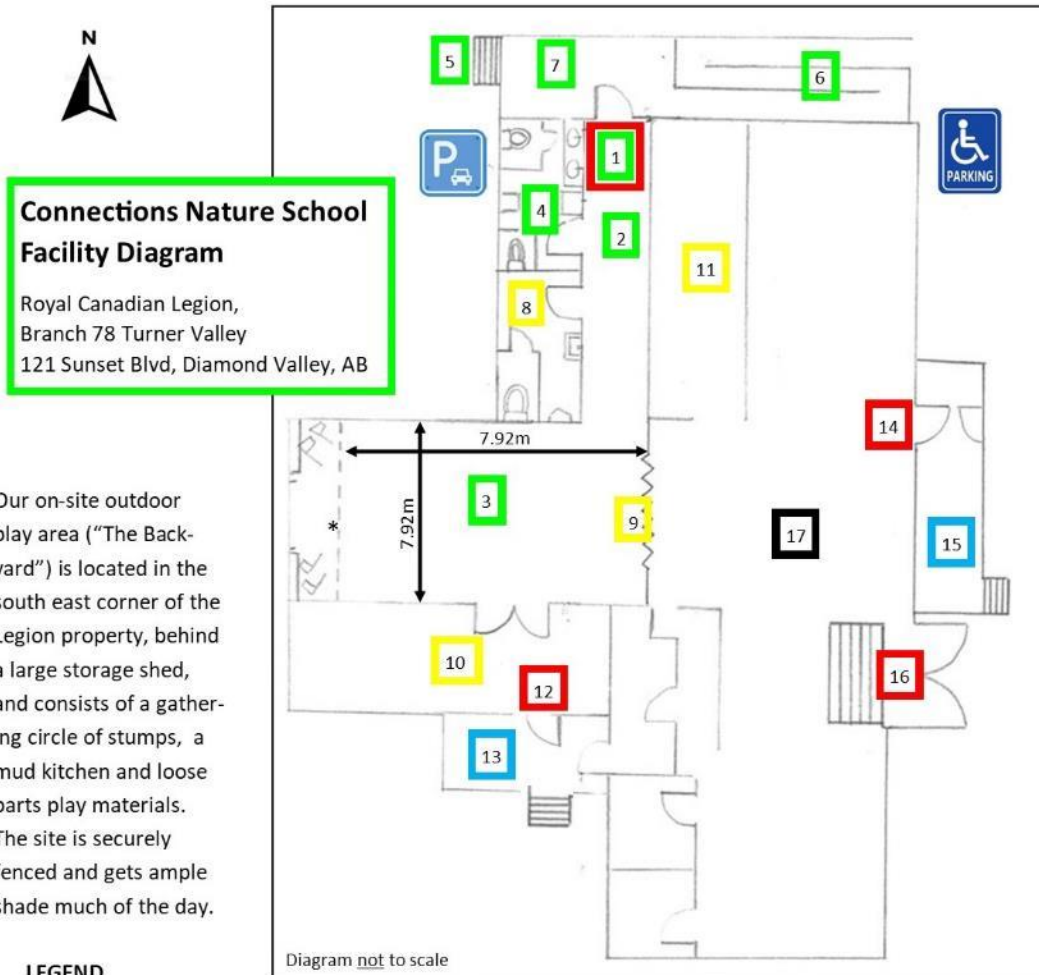 N
Connections Nature School
Facility Diagram
Royal Canadian Legion,
Branch 78 Turner Valley
121 Sunset Blvd, Diamond Valley, AB
Our on-site outdoor
play area (“The Back-
yard”) is located in the
south east corner of the
Legion property, behind
a large storage shed,
and consists of a gather-
ing circle of stumps, a
mud kitchen and loose
parts play materials.
The site is securely
fenced and gets ample
shade much of the day.
LEGEND
5
7
6
P
1
PARKING
4
2
11
8
14
7.92m
3
7.92m
*
9
17
15
10
12
16
13
Diagram not to scale